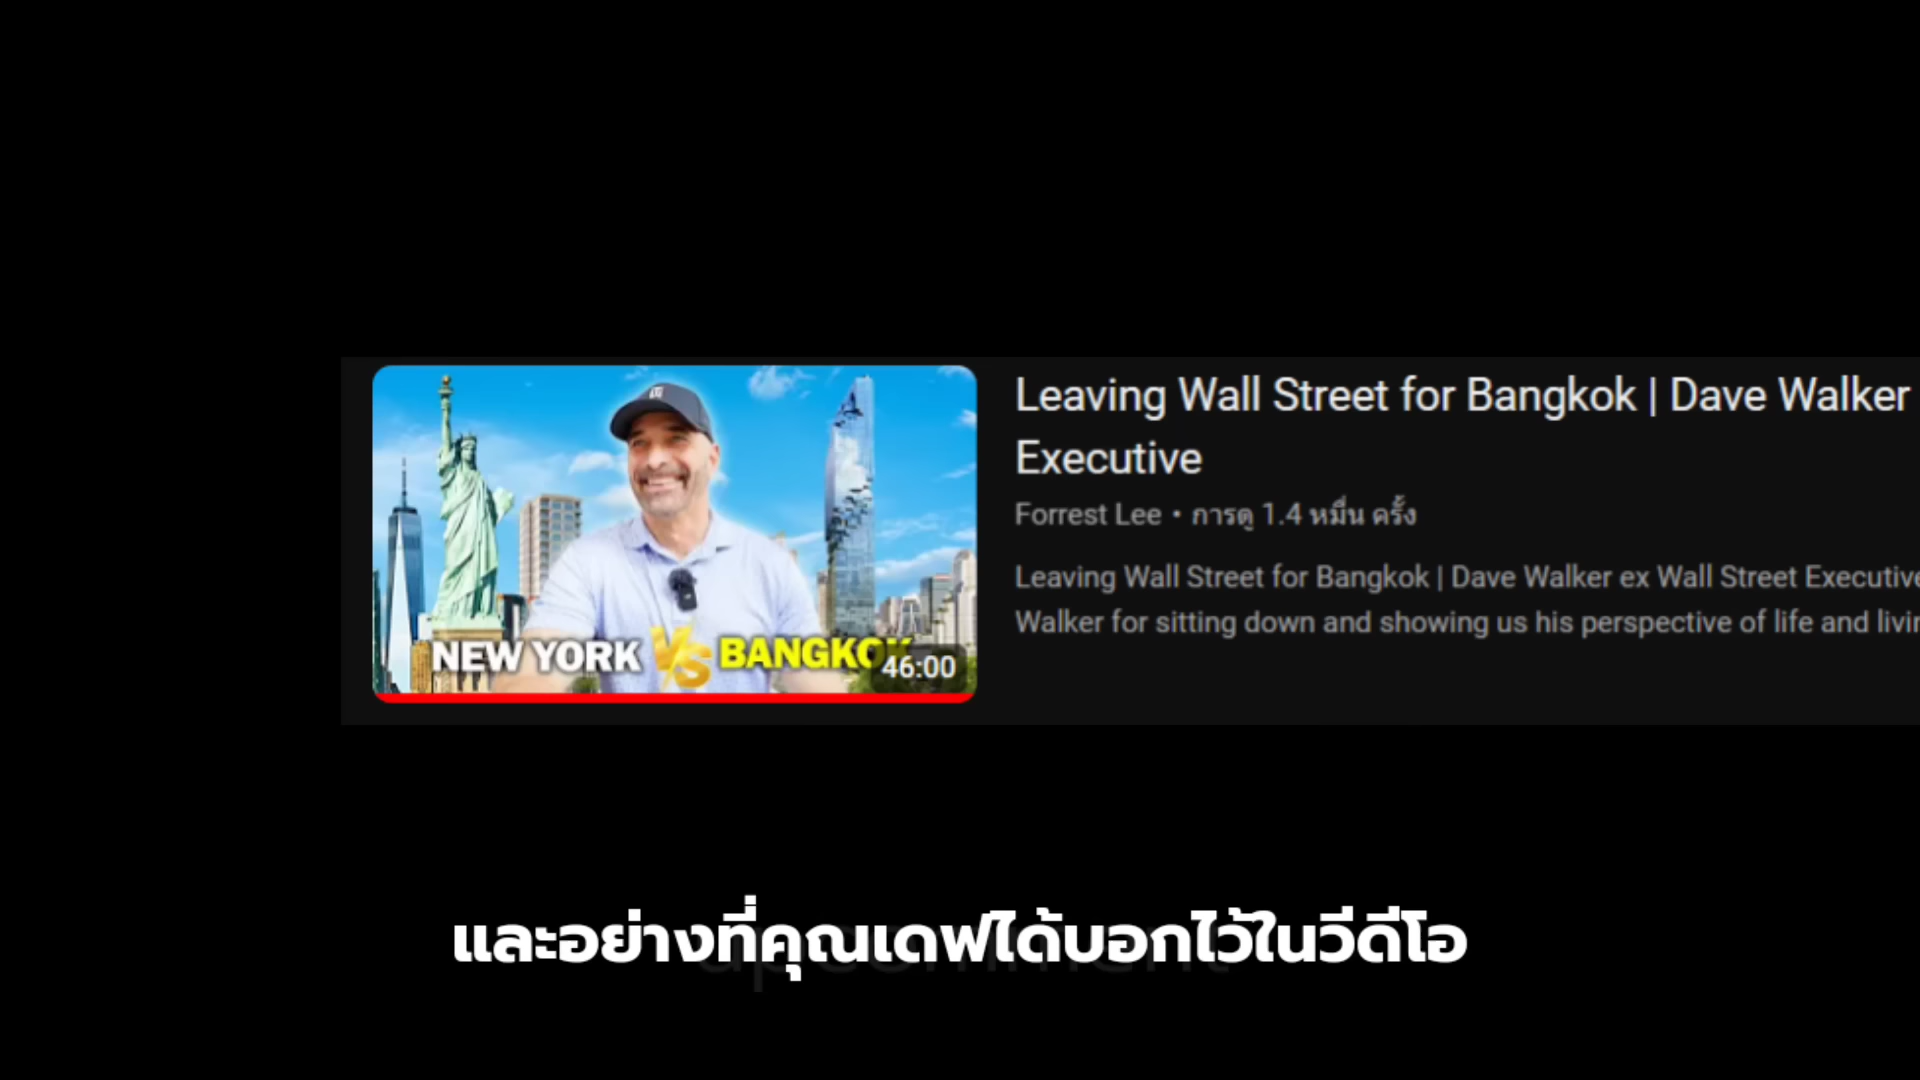 Leaving Wall Street for Bangkok | Dave Walker
Executive
Forrest Lee • การดู 1.4 หมื่น ครั้ง
Leaving Wall Street for Bangkok | Dave Walker ex Wall Street Executive
Walker for sitting down and showing us his perspective of life and livin
NEW YORK VS BANGKOK
46:00
และอย่างที่คุณเดฟได้บอกไว้ในวีดีโอ